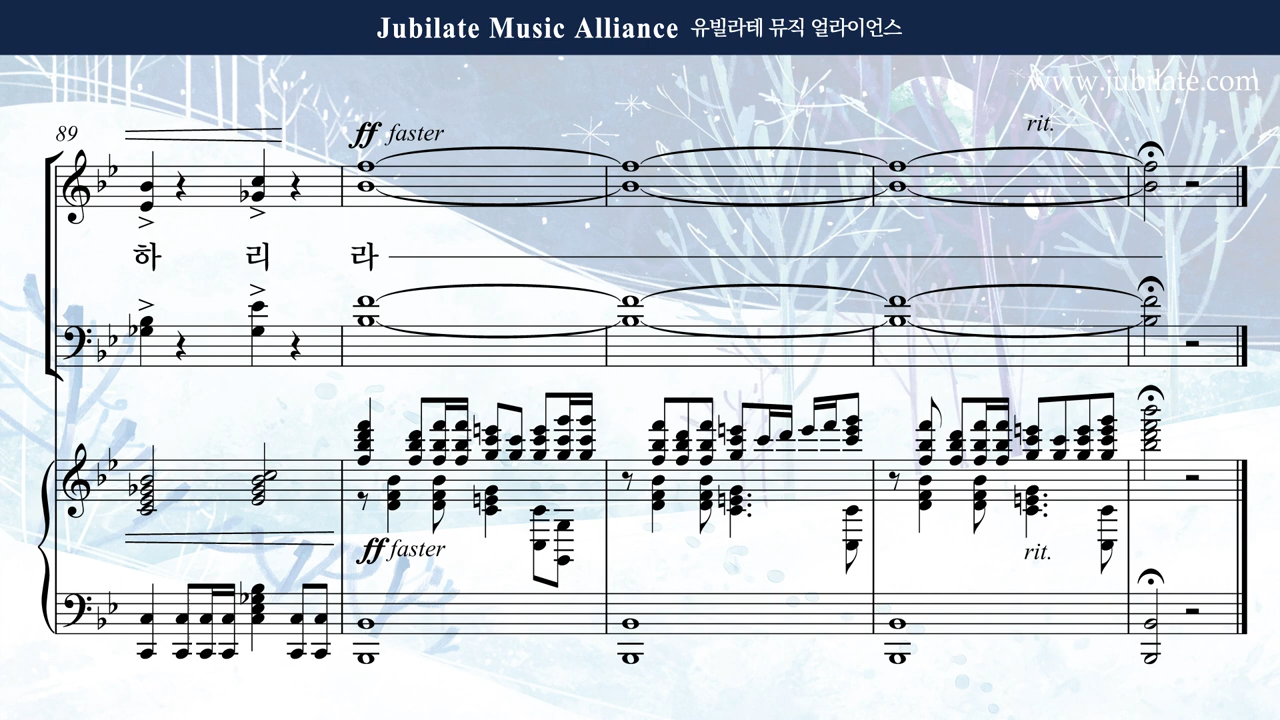 Jubilate Music Alliance 유빌라테 뮤직 얼라이언스
www.jubilate.com
89
ff faster
rit.
하 리 라
ff faster
rit.